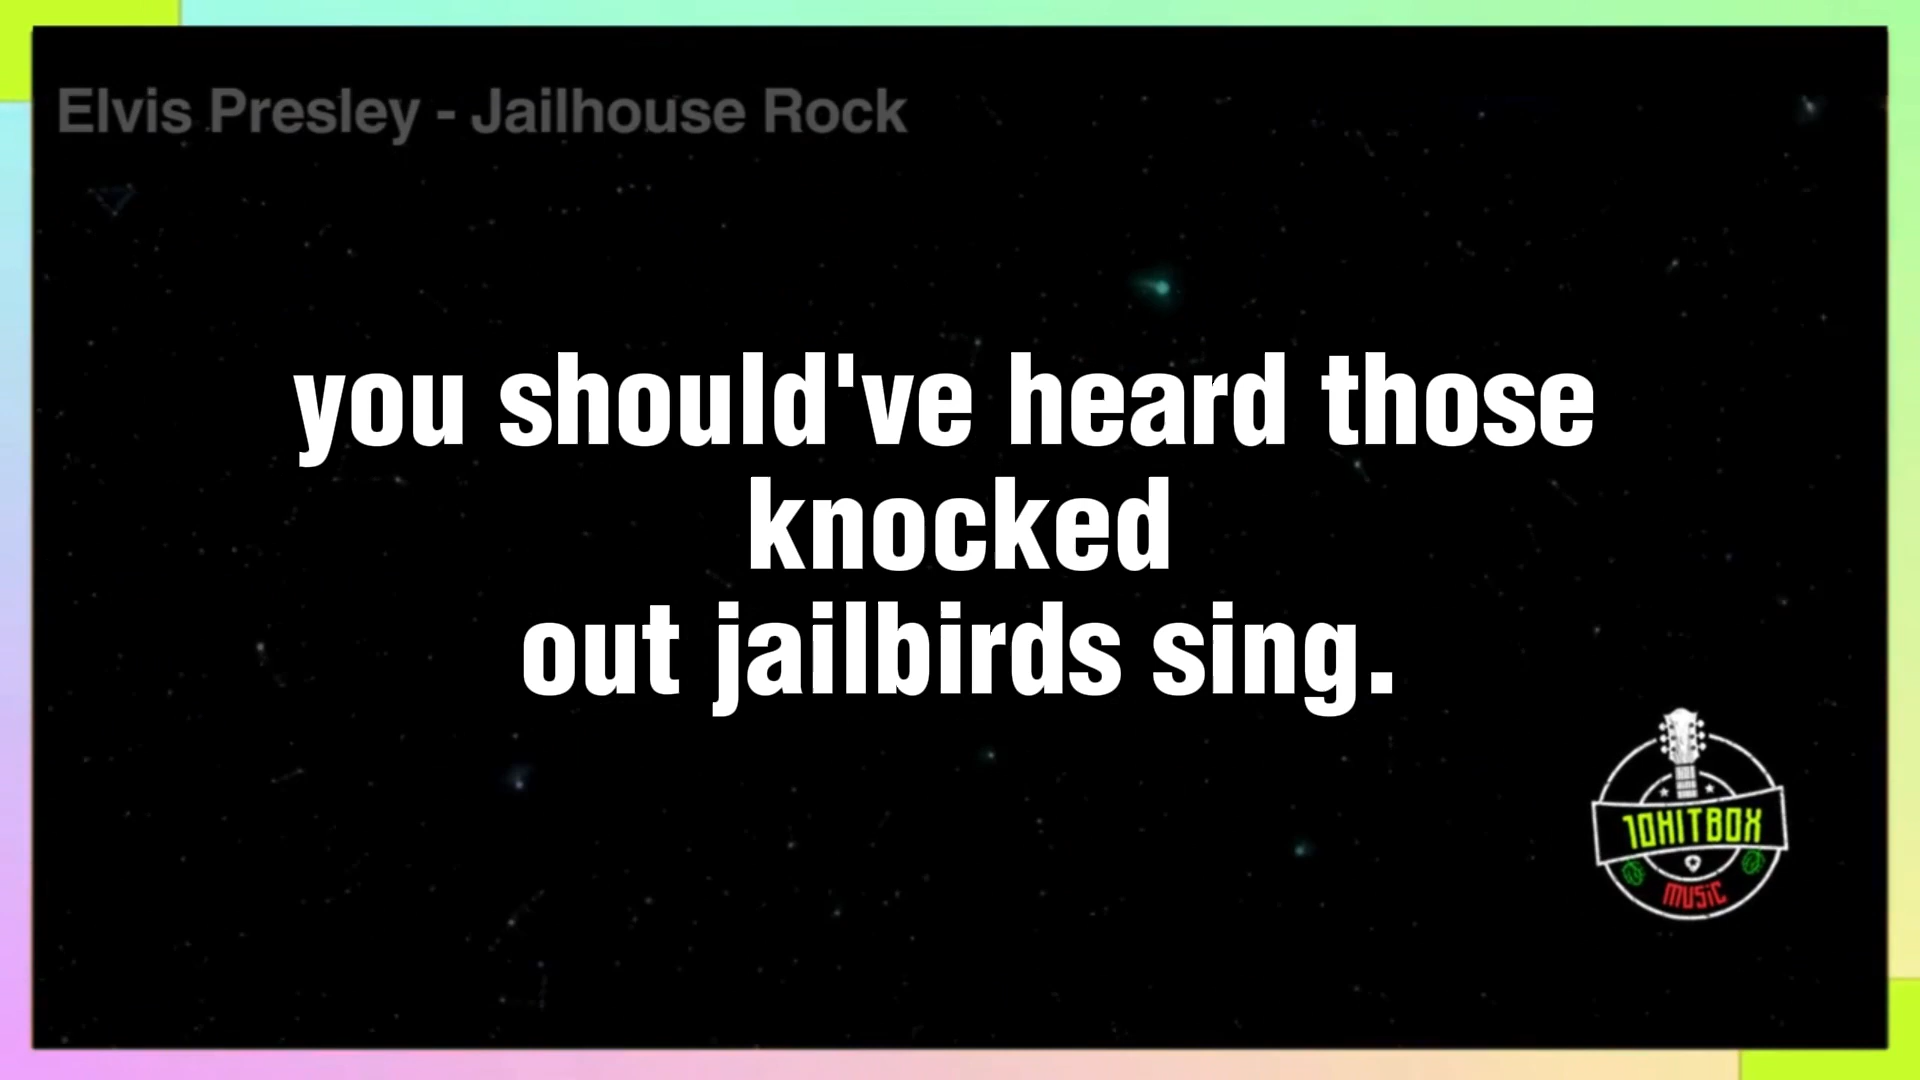 Elvis Presley - Jailhouse Rock
you should've heard those
knocked
out jailbirds sing.
10HITBOX
MUSIC